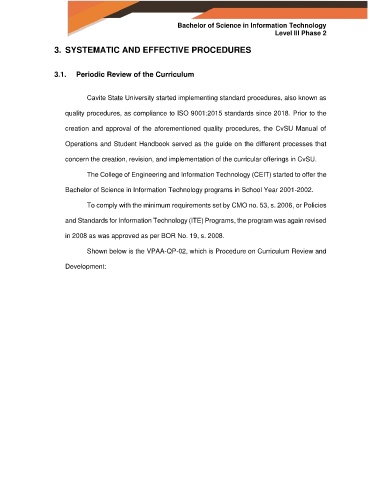 Bachelor of Science in Information Technology
Level III Phase 2
3. SYSTEMATIC AND EFFECTIVE PROCEDURES
3.1. Periodic Review of the Curriculum
Cavite State University started implementing standard procedures, also known as
quality procedures, as compliance to ISO 9001:2015 standards since 2018. Prior to the
creation and approval of the aforementioned quality procedures, the CvSU Manual of
Operations and Student Handbook served as the guide on the different processes that
concern the creation, revision, and implementation of the curricular offerings in CvSU.
The College of Engineering and Information Technology (CEIT) started to offer the
Bachelor of Science in Information Technology programs in School Year 2001-2002.
To comply with the minimum requirements set by CMO no. 53, s. 2006, or Policies
and Standards for Information Technology (ITE) Programs, the program was again revised
in 2008 as was approved as per BOR No. 19, s. 2008.
Shown below is the VPAA-QP-02, which is Procedure on Curriculum Review and
Development: